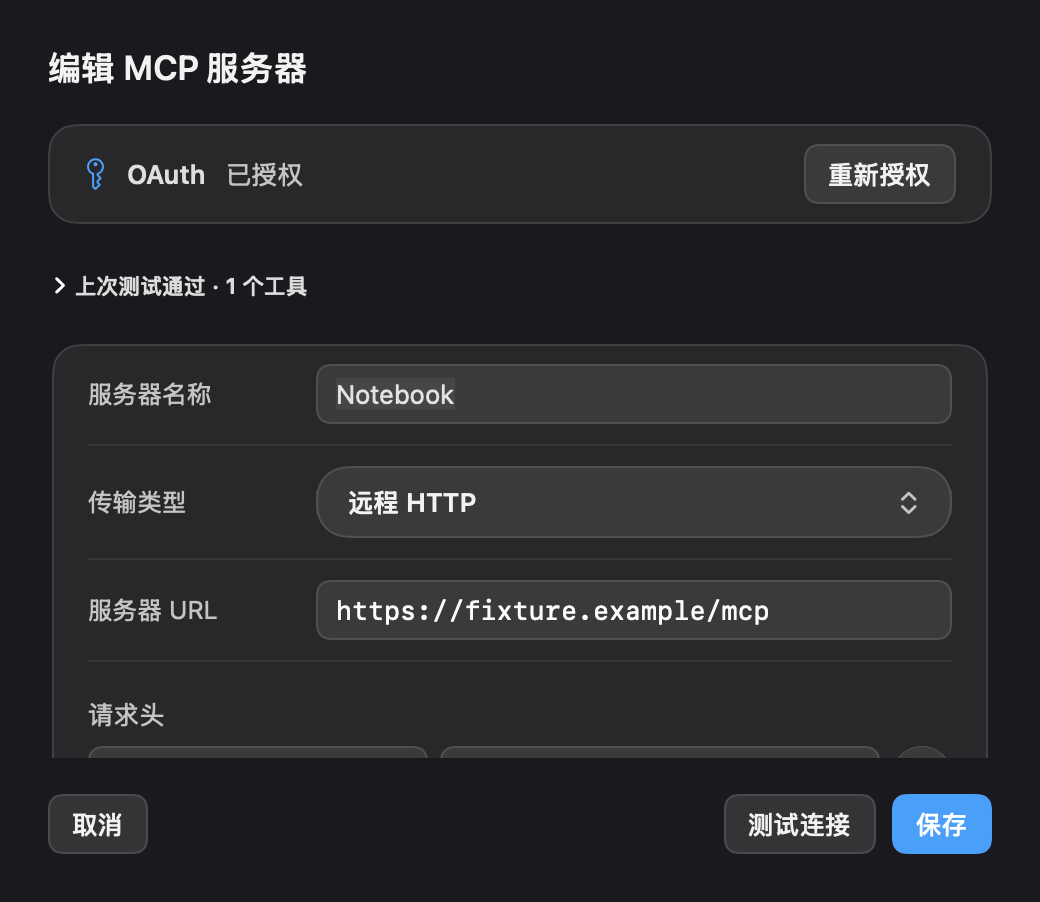 编辑 MCP 服务器
OAuth 已授权
重新授权
上次测试通过 · 1 个工具
服务器名称
Notebook
传输类型
远程 HTTP
服务器 URL
https://fixture.example/mcp
请求头
取消
测试连接
保存